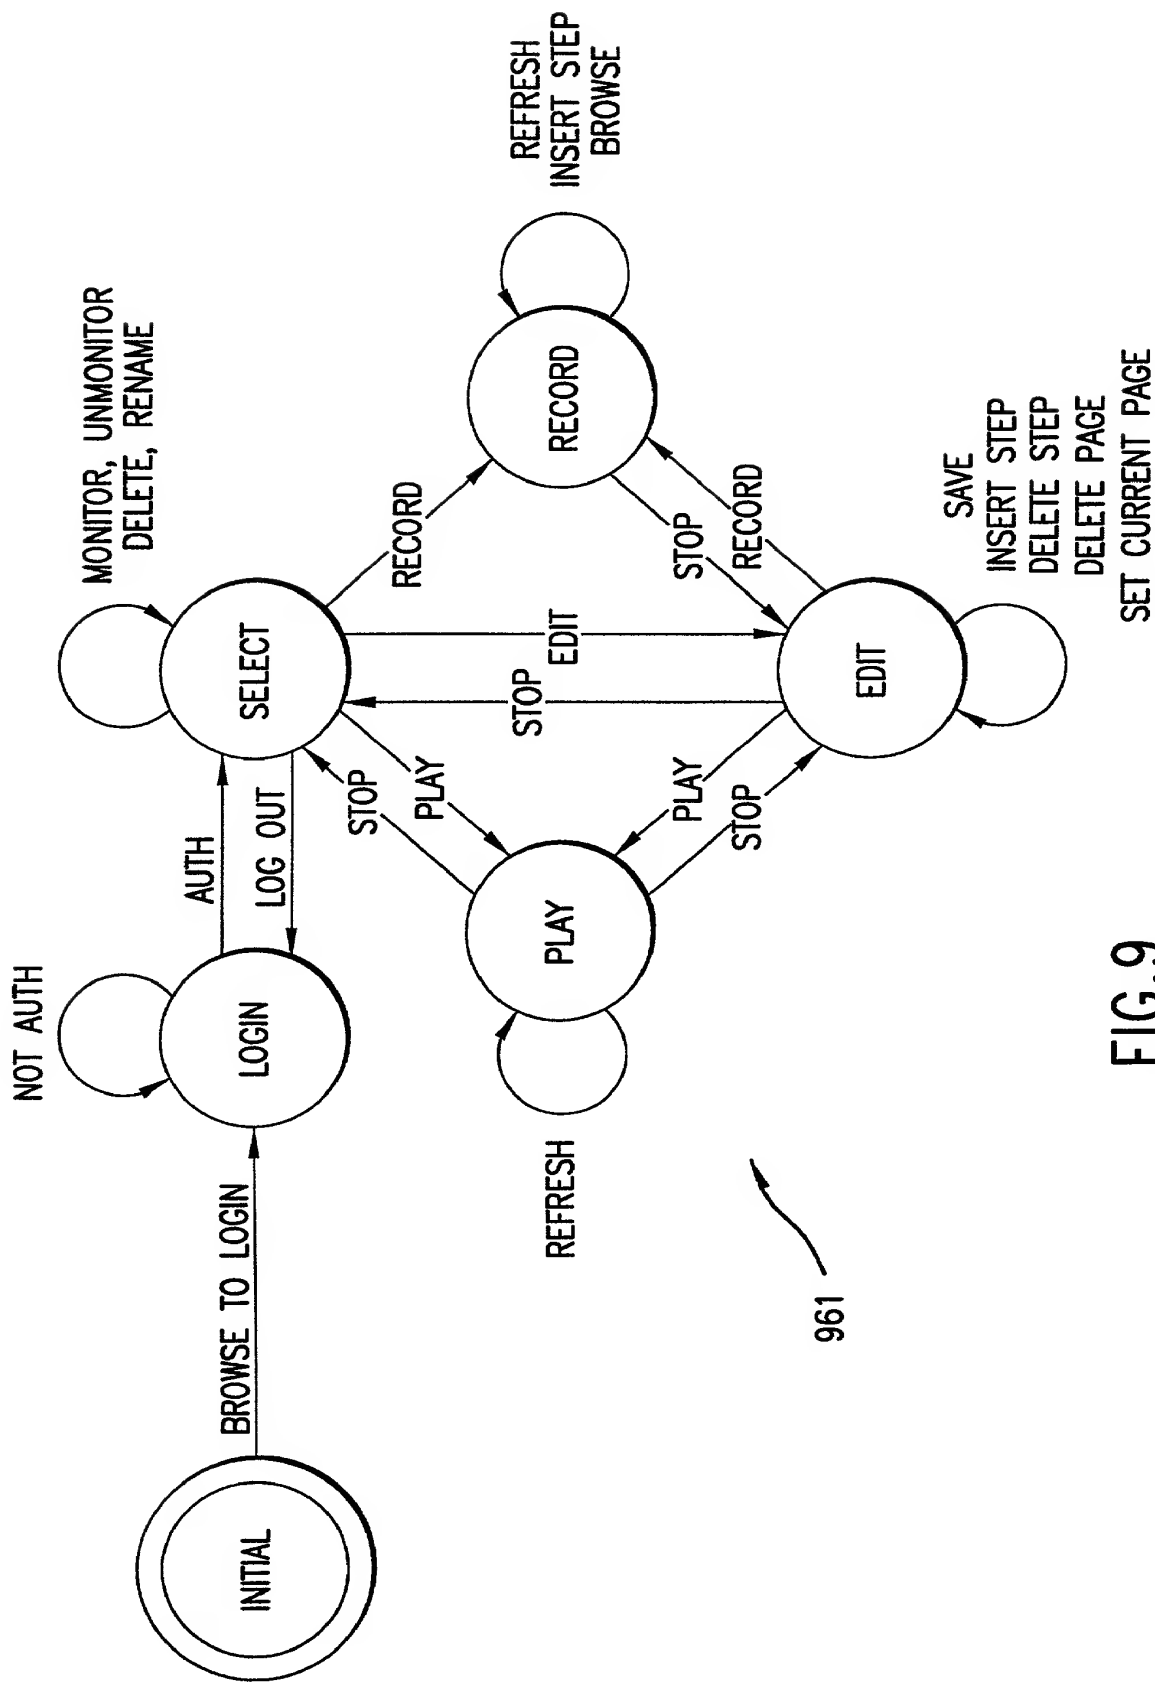 NOT AUTH
MONITOR, UNMONITOR
DELETE, RENAME
INITIAL
BROWSE TO LOGIN
LOGIN
AUTH
LOG OUT
SELECT
STOP
PLAY
RECORD
REFRESH
INSERT STEP
BROWSE
REFRESH
PLAY
STOP
EDIT
RECORD
PLAY
STOP
STOP
RECORD
EDIT
961
SAVE
INSERT STEP
DELETE STEP
DELETE PAGE
SET CURRENT PAGE
FIG.9